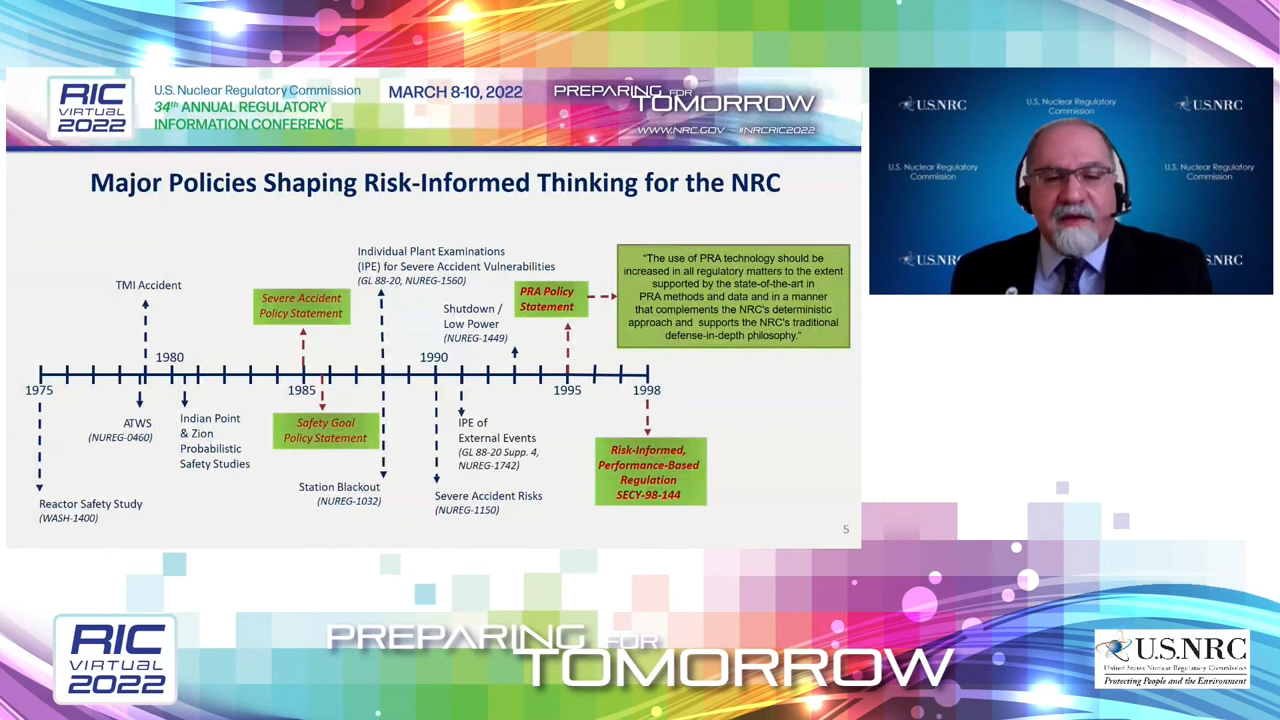 RIC
VIRTUAL
2022
U.S. Nuclear Regulatory Commission
34th ANNUAL REGULATORY
INFORMATION CONFERENCE
MARCH 8-10, 2022
PREPARING FOR
TOMORROW
WWW.NRC.GOV #NRCRIC2022
Major Policies Shaping Risk-Informed Thinking for the NRC
Individual Plant Examinations
(IPE) for Severe Accident Vulnerabilities
(GL 88-20, NUREG-1560)
TMI Accident
Severe Accident
Policy Statement
Shutdown /
Low Power
(NUREG-1449)
PRA Policy
Statement
"The use of PRA technology should be
increased in all regulatory matters to the extent
supported by the state-of-the-art in
PRA methods and data and in a manner
that complements the NRC's deterministic
approach and supports the NRC's traditional
defense-in-depth philosophy."
1980
1990
1975
1985
1995
1998
ATWS
(NUREG-0460)
Indian Point
& Zion
Probabilistic
Safety Studies
Safety Goal
Policy Statement
IPE of
External Events
(GL 88-20 Supp. 4,
NUREG-1742)
Risk-Informed,
Performance-Based
Regulation
SECY-98-144
Station Blackout
(NUREG-1032)
Severe Accident Risks
(NUREG-1150)
Reactor Safety Study
(WASH-1400)
5
U.S.NRC
U.S. Nuclear Regulatory
Commission
U.S.NRC
U.S. Nuclear Regulatory
Commission
U.S. Nuclear Regulatory
Commission
U.S.NRC
U.S.NRC
RIC
VIRTUAL
2022
PREPARING FOR
TOMORROW
U.S.NRC
United States Nuclear Regulatory Commission
Protecting People and the Environment